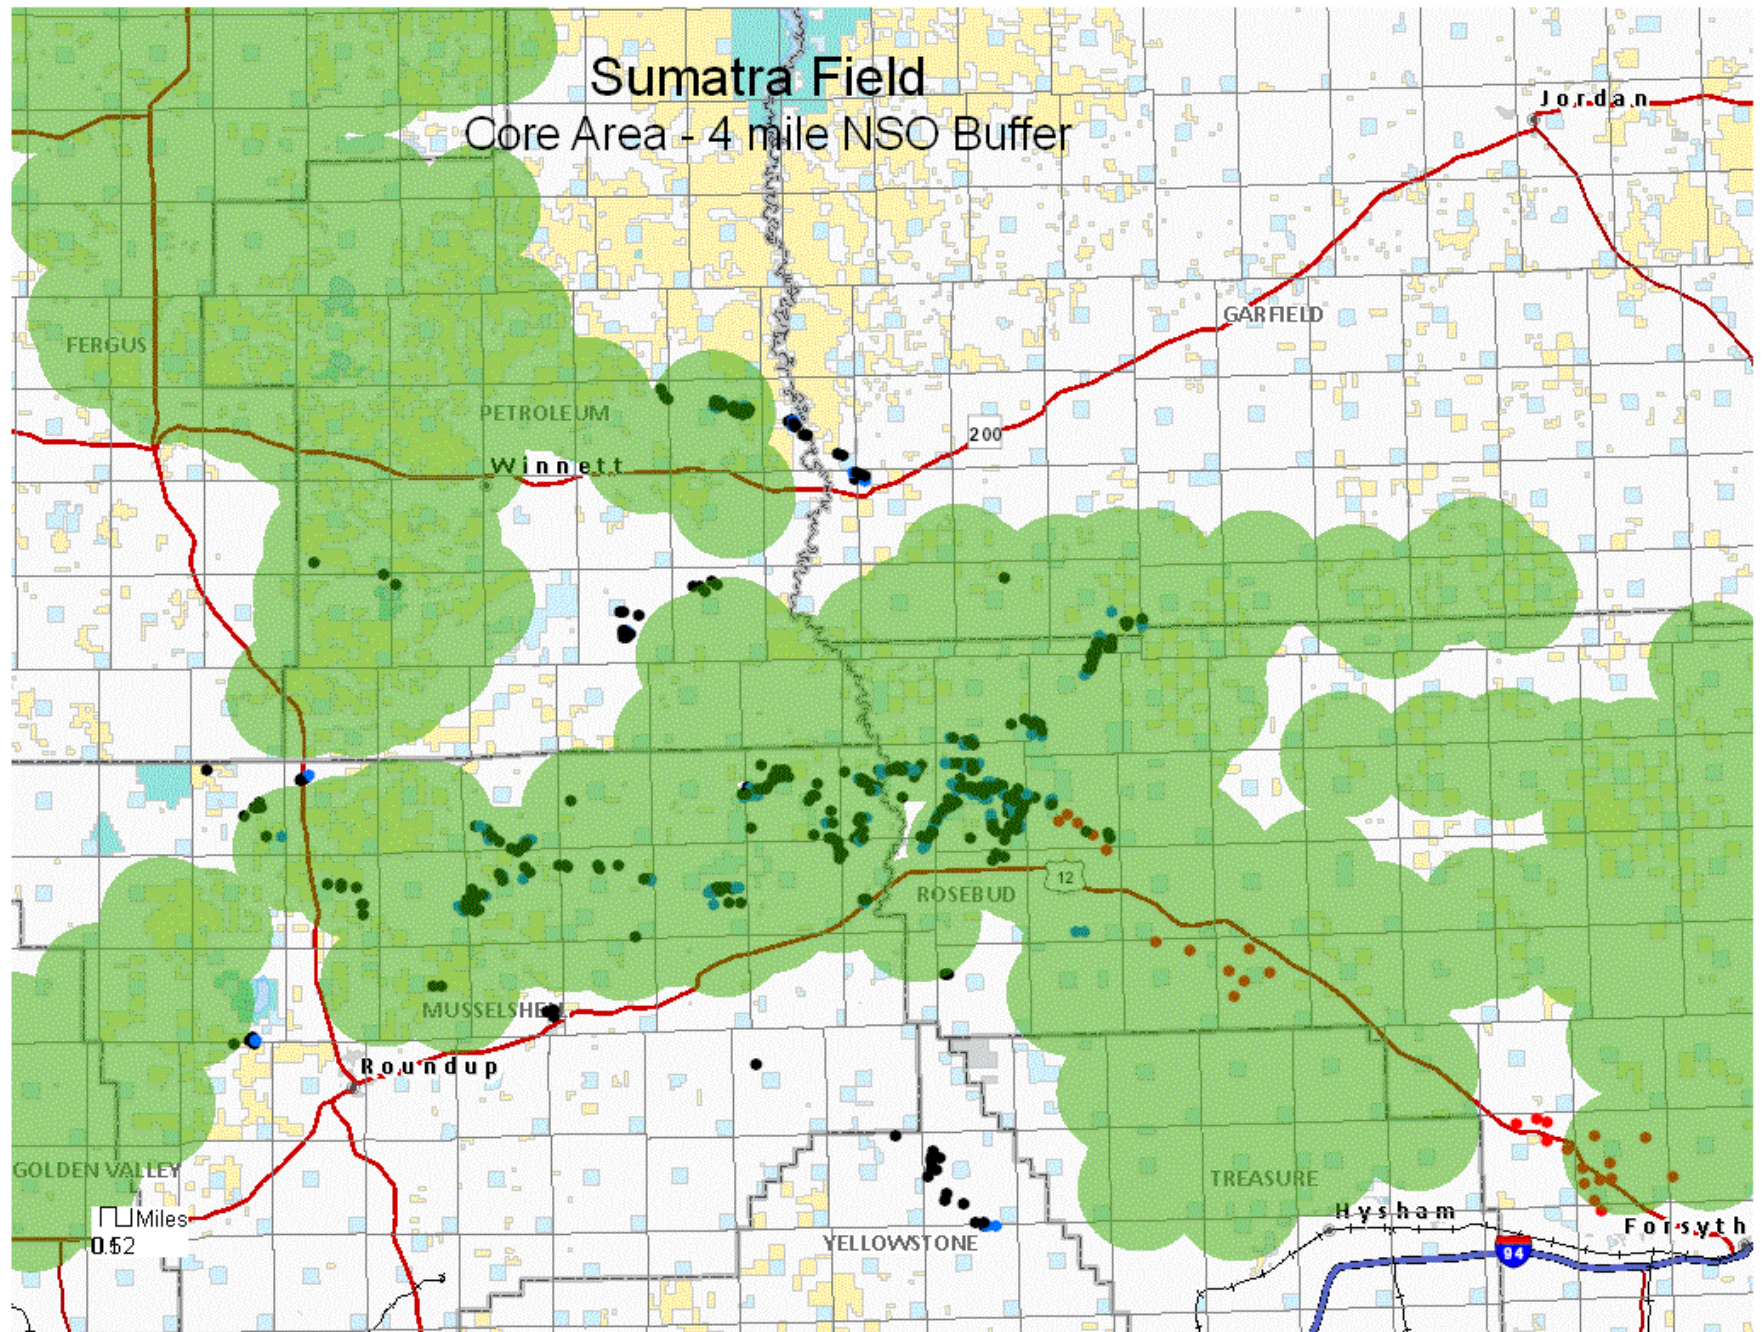 Sumatra Field
Core Area - 4 mile NSO Buffer
Jordan
GARFIELD
FERGUS
PETROLEUM
200
Winnett
12
ROSEBUD
MUSSELSHELL
Roundup
GOLDEN VALLEY
TREASURE
Miles
Hysham
Forsyth
YELLOWSTONE
94